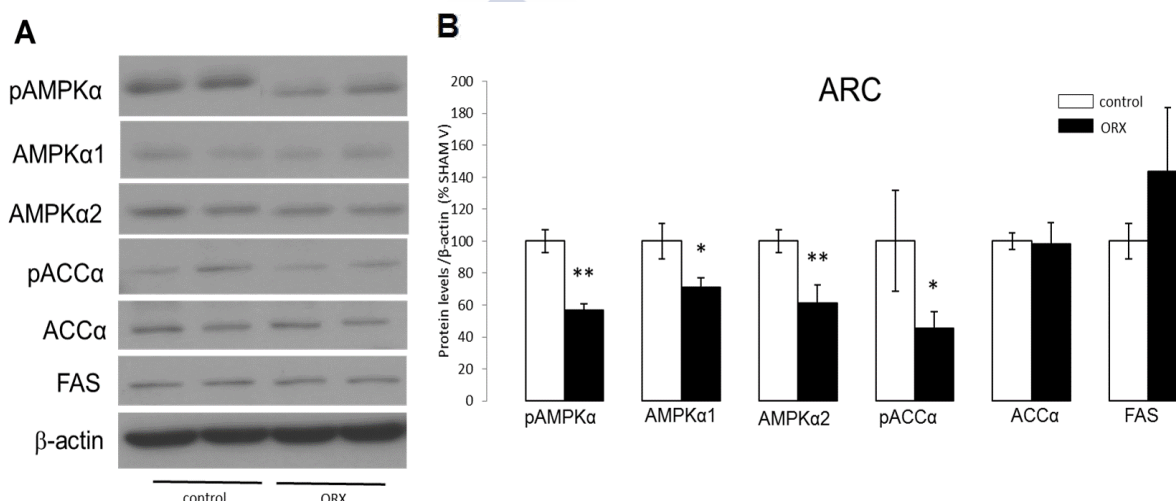 A
pAMPKα
AMPKα1
AMPKα2
pACCα
ACCα
FAS
β-actin
control ORX
B
ARC
control
ORX
Protein levels /β-actin (% SHAM V)
200
180
160
140
120
100
80
60
40
20
0
**
*
**
*
pAMPKα AMPKα1 AMPKα2 pACCα ACCα FAS